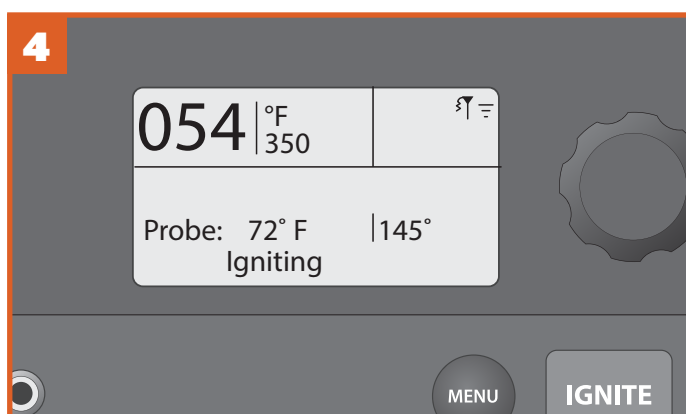 4
054 °F
350
Probe: 72° F 145°
Igniting
MENU IGNITE